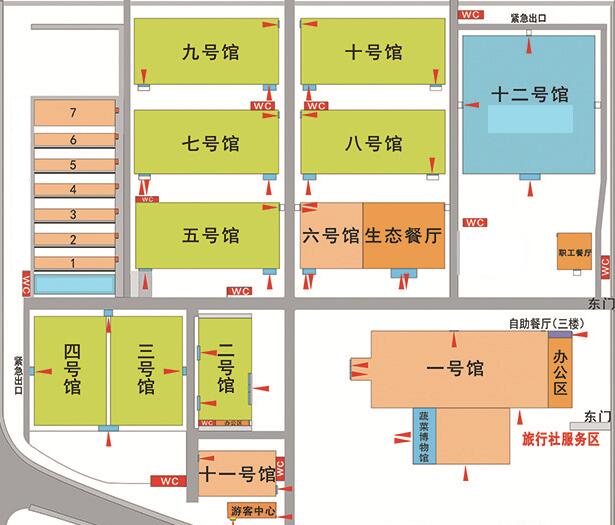 WC
紧急出口
九号馆
十号馆
十二号馆
WC
WC
7
6
5
4
3
2
1
七号馆
八号馆
WC
五号馆
六号馆
生态餐厅
WC
职工餐厅
WC
WC
WC
东门
自助餐厅(三楼)
四号馆
三号馆
二号馆
一号馆
办公区
紧急出口
蔬菜博物馆
东门
旅行社服务区
WC
办公区
十一号馆
WC
WC
游客中心